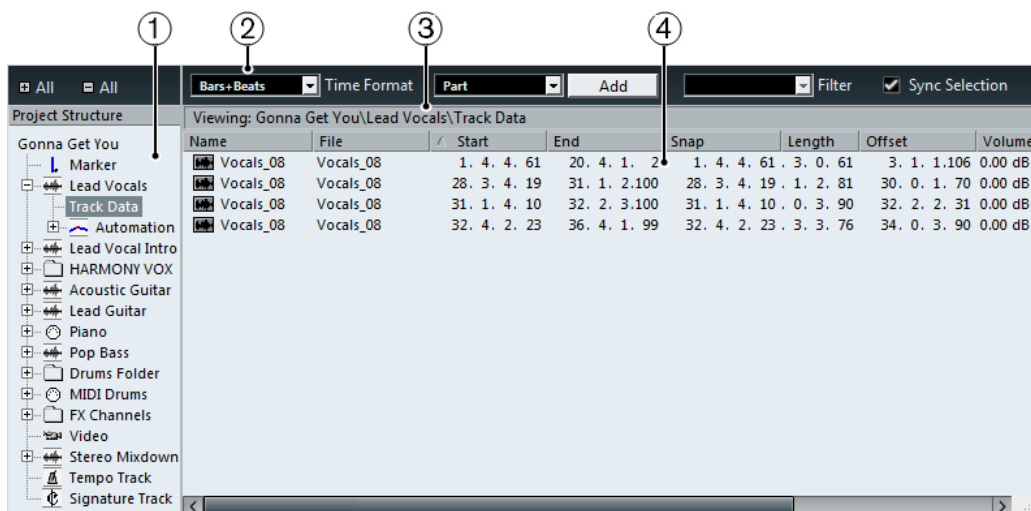 1 2 3 4
All All Bars+Beats Time Format Part Add Filter Sync Selection
Project Structure Viewing: Gonna Get You\Lead Vocals\Track Data
Name File Start End Snap Length Offset Volume
Gonna Get You
Marker
Lead Vocals
Track Data
Automation
Lead Vocal Intro
HARMONY VOX
Acoustic Guitar
Lead Guitar
Piano
Pop Bass
Drums Folder
MIDI Drums
FX Channels
Video
Stereo Mixdown
Tempo Track
Signature Track
Vocals_08 Vocals_08 1. 4. 4. 61 20. 4. 1. 2 1. 4. 4. 61 . 3. 0. 61 3. 1. 1.106 0.00 dB
Vocals_08 Vocals_08 28. 3. 4. 19 31. 1. 2.100 28. 3. 4. 19 . 1. 2. 81 30. 0. 1. 70 0.00 dB
Vocals_08 Vocals_08 31. 1. 4. 10 32. 2. 3.100 31. 1. 4. 10 . 0. 3. 90 32. 2. 2. 31 0.00 dB
Vocals_08 Vocals_08 32. 4. 2. 23 36. 4. 1. 99 32. 4. 2. 23 . 3. 3. 76 34. 0. 3. 90 0.00 dB